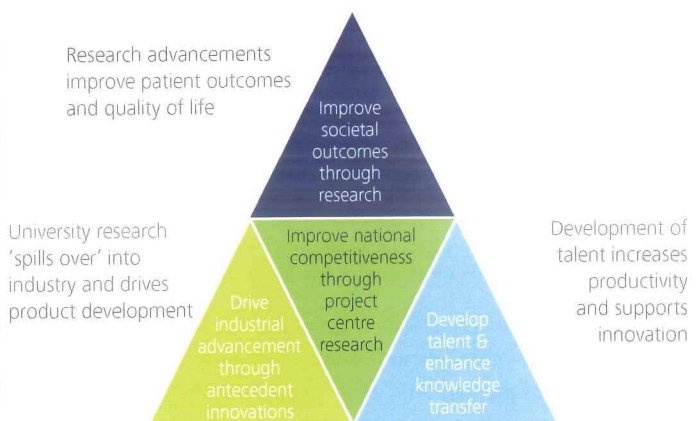 Research advancements
improve patient outcomes
and quality of life
Improve
societal
outcomes
through
research
University research
'spills over' into
industry and drives
product development
Improve national
competitiveness
through
project
centre
research
Development of
talent increases
productivity
and supports
innovation
Drive
industrial
advancement
through
antecedent
innovations
Develop
talent &
enhance
knowledge
transfer